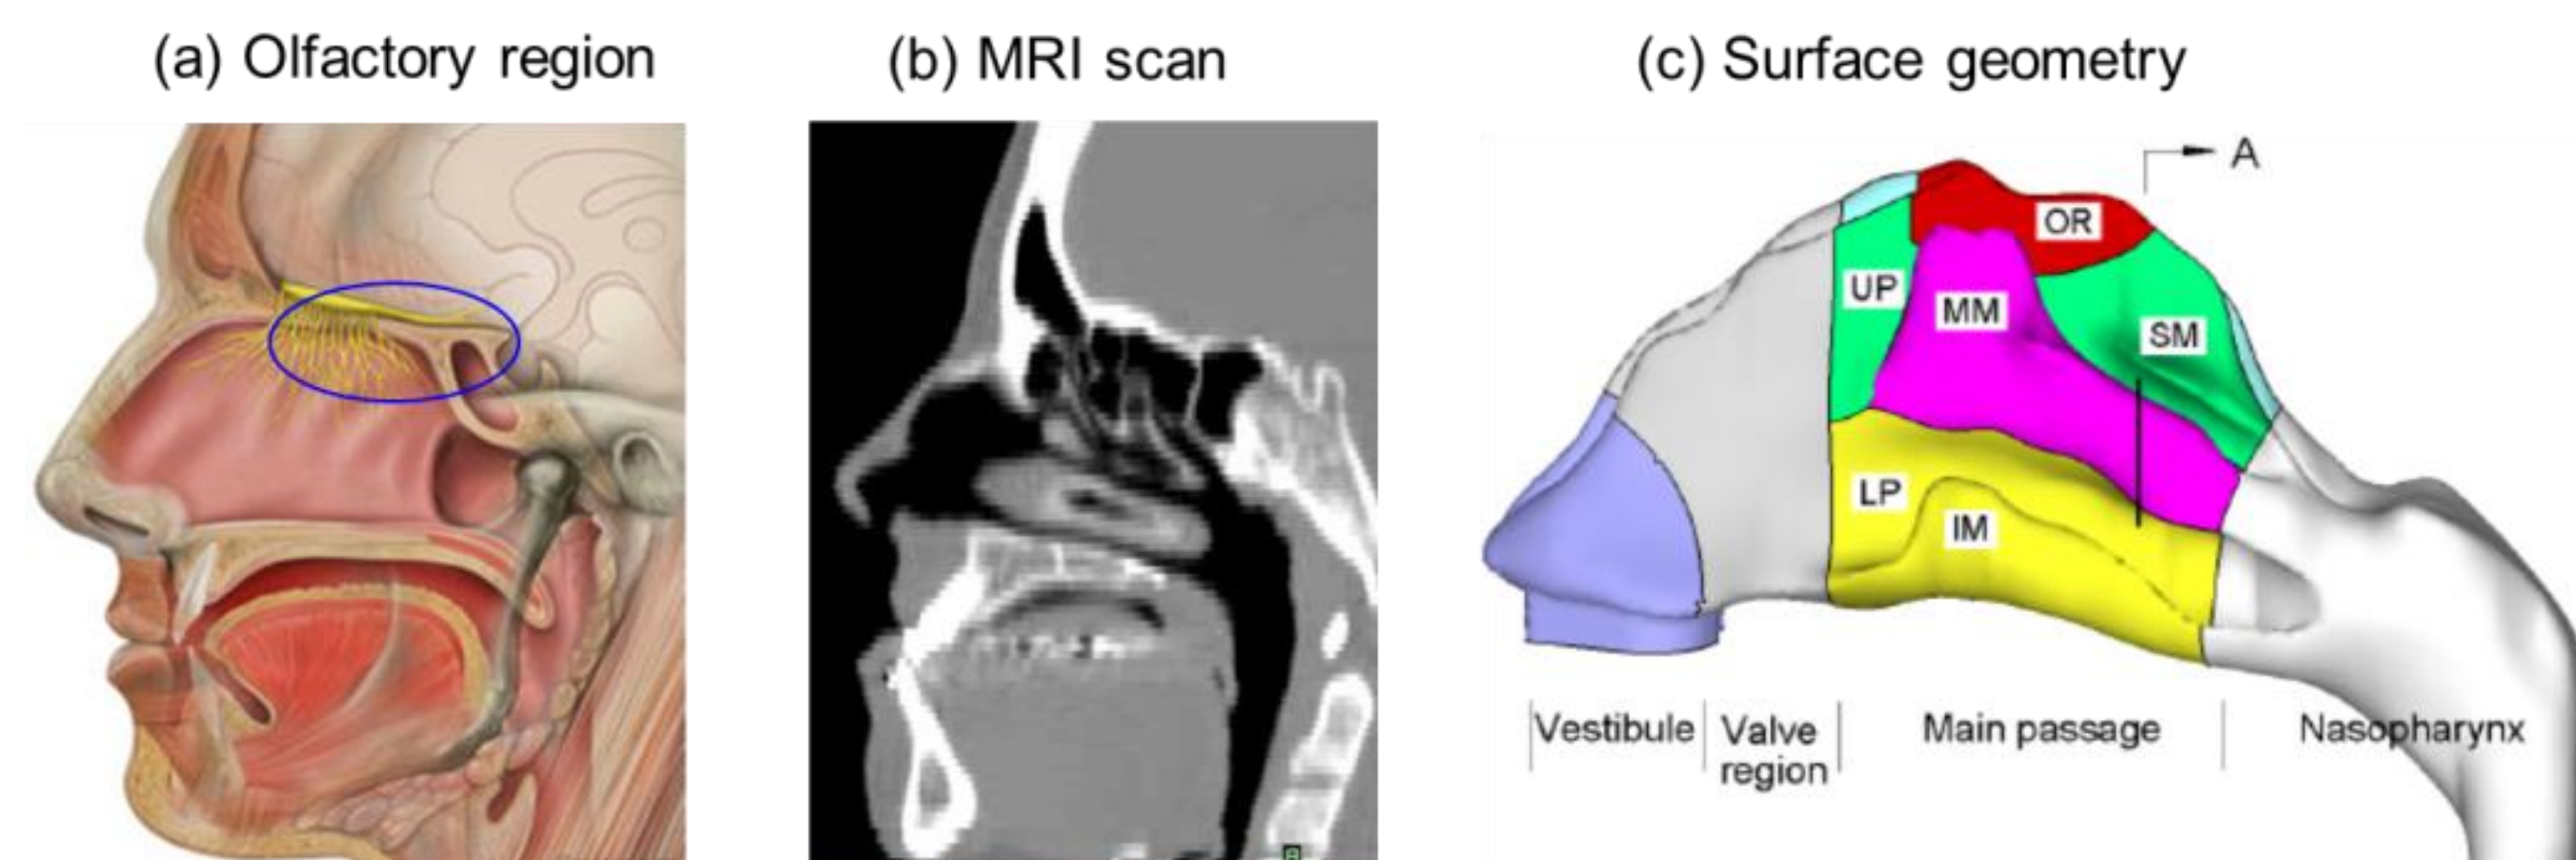 (a) Olfactory region
(b) MRI scan
(c) Surface geometry
A
OR
UP
MM
SM
LP
IM
Vestibule
Valve
region
Main passage
Nasopharynx